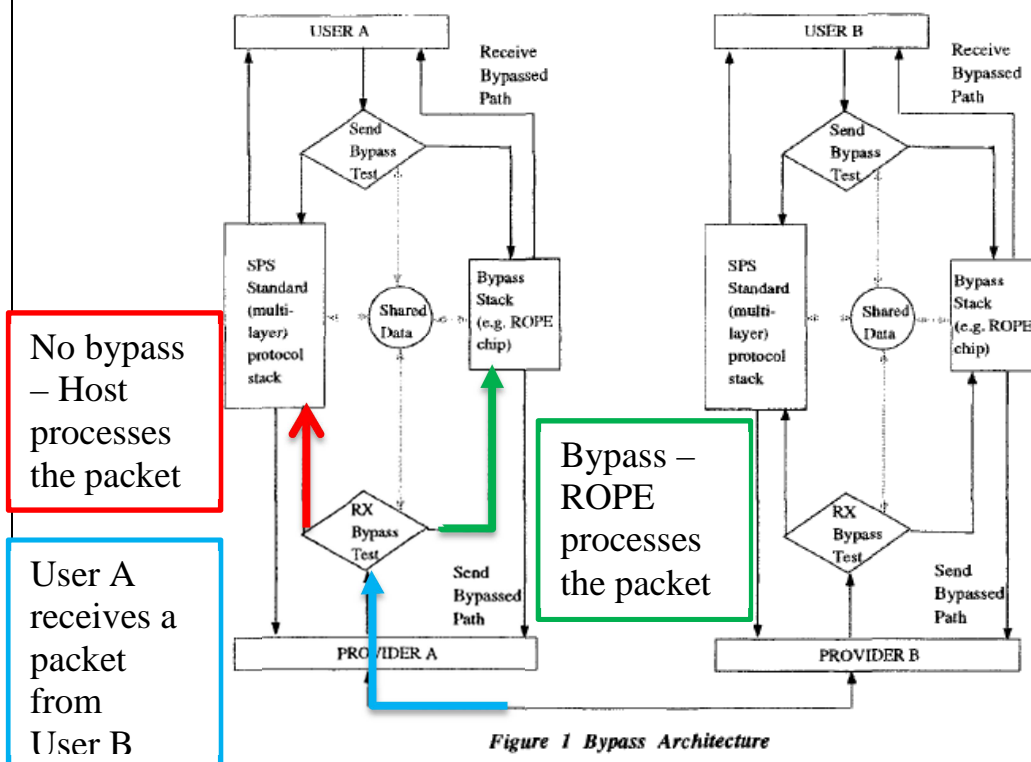 USER A
Receive
Bypassed
Path
Send
Bypass
Test
SPS
Standard
(multi-
layer)
protocol
stack
Shared
Data
Bypass
Stack
(e.g. ROPE
chip)
RX
Bypass
Test
Send
Bypassed
Path
PROVIDER A
USER B
Receive
Bypassed
Path
Send
Bypass
Test
SPS
Standard
(multi-
layer)
protocol
stack
Shared
Data
Bypass
Stack
(e.g. ROPE
chip)
RX
Bypass
Test
Send
Bypassed
Path
PROVIDER B
No bypass
– Host
processes
the packet
Bypass –
ROPE
processes
the packet
User A
receives a
packet
from
User B
Figure 1 Bypass Architecture